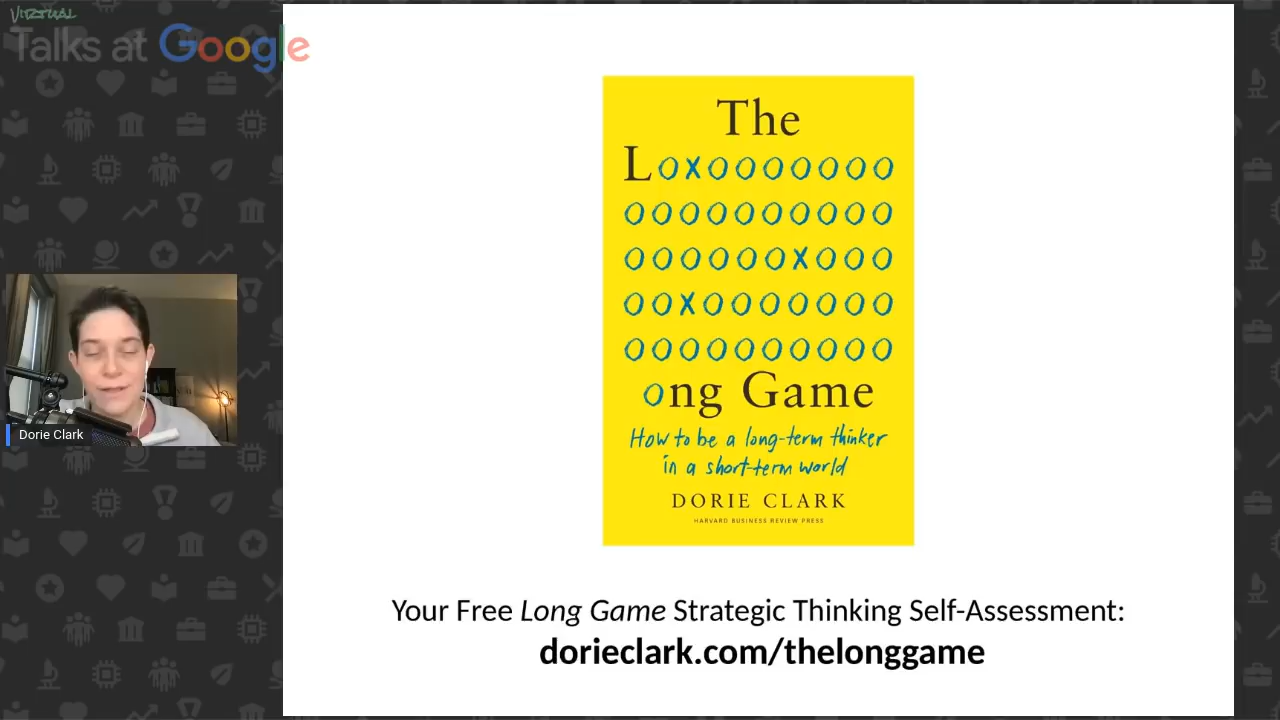 VIRTUAL
Talks at Google
Dorie Clark
The
LOXOOOOOOOO
OOOOOOOOOO
OOOOOOXOOO
OOXOOOOOOO
OOOOOOOOOO
ong Game
How to be a long-term thinker
in a short-term world
DORIE CLARK
HARVARD BUSINESS REVIEW PRESS
Your Free Long Game Strategic Thinking Self-Assessment:
dorieclark.com/thelonggame